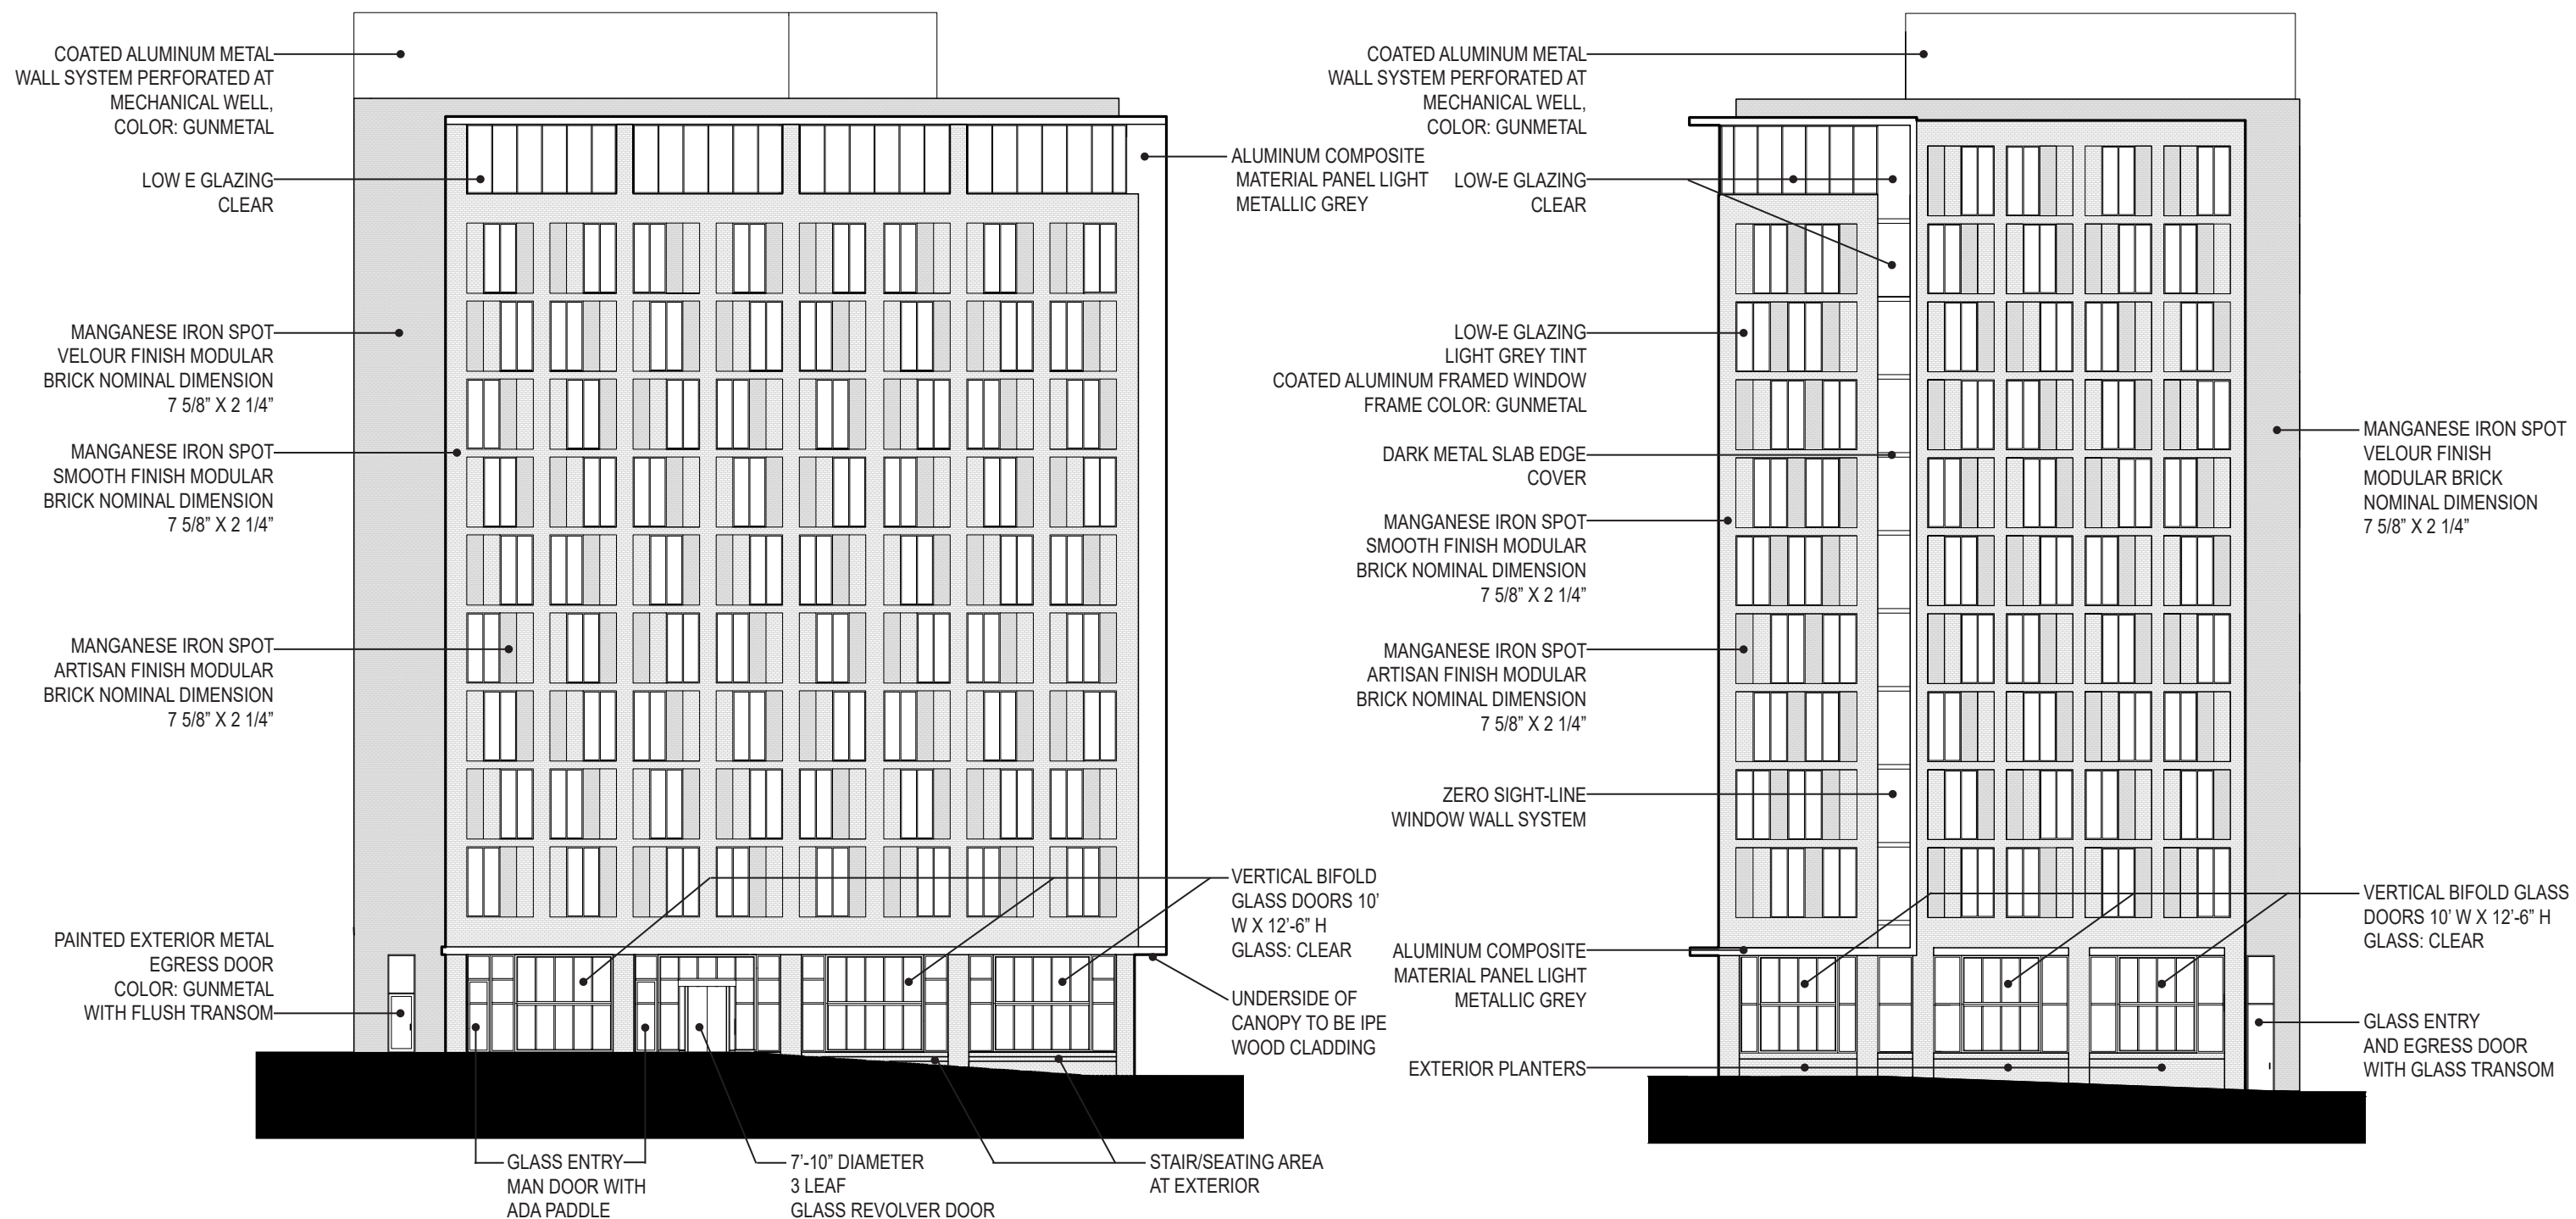 COATED ALUMINUM METAL
WALL SYSTEM PERFORATED AT
MECHANICAL WELL,
COLOR: GUNMETAL
LOW E GLAZING
CLEAR
MANGANESE IRON SPOT
VELOUR FINISH MODULAR
BRICK NOMINAL DIMENSION
7 5/8” X 2 1/4”
MANGANESE IRON SPOT
SMOOTH FINISH MODULAR
BRICK NOMINAL DIMENSION
7 5/8” X 2 1/4”
MANGANESE IRON SPOT
ARTISAN FINISH MODULAR
BRICK NOMINAL DIMENSION
7 5/8” X 2 1/4”
PAINTED EXTERIOR METAL
EGRESS DOOR
COLOR: GUNMETAL
WITH FLUSH TRANSOM
GLASS ENTRY
MAN DOOR WITH
ADA PADDLE
7’-10” DIAMETER
3 LEAF
GLASS REVOLVER DOOR
STAIR/SEATING AREA
AT EXTERIOR
ALUMINUM COMPOSITE
MATERIAL PANEL LIGHT
METALLIC GREY
VERTICAL BIFOLD
GLASS DOORS 10’
W X 12’-6” H
GLASS: CLEAR
UNDERSIDE OF
CANOPY TO BE IPE
WOOD CLADDING
COATED ALUMINUM METAL
WALL SYSTEM PERFORATED AT
MECHANICAL WELL,
COLOR: GUNMETAL
LOW-E GLAZING
CLEAR
LOW-E GLAZING
LIGHT GREY TINT
COATED ALUMINUM FRAMED WINDOW
FRAME COLOR: GUNMETAL
DARK METAL SLAB EDGE
COVER
MANGANESE IRON SPOT
SMOOTH FINISH MODULAR
BRICK NOMINAL DIMENSION
7 5/8” X 2 1/4”
MANGANESE IRON SPOT
ARTISAN FINISH MODULAR
BRICK NOMINAL DIMENSION
7 5/8” X 2 1/4”
ZERO SIGHT-LINE
WINDOW WALL SYSTEM
ALUMINUM COMPOSITE
MATERIAL PANEL LIGHT
METALLIC GREY
EXTERIOR PLANTERS
MANGANESE IRON SPOT
VELOUR FINISH
MODULAR BRICK
NOMINAL DIMENSION
7 5/8” X 2 1/4”
VERTICAL BIFOLD GLASS
DOORS 10’ W X 12’-6” H
GLASS: CLEAR
GLASS ENTRY
AND EGRESS DOOR
WITH GLASS TRANSOM